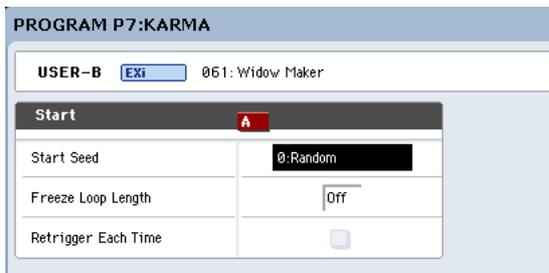 PROGRAM P7:KARMA
USER-B EXi 061: Widow Maker
Start A
Start Seed 0:Random
Freeze Loop Length Off
Retrigger Each Time